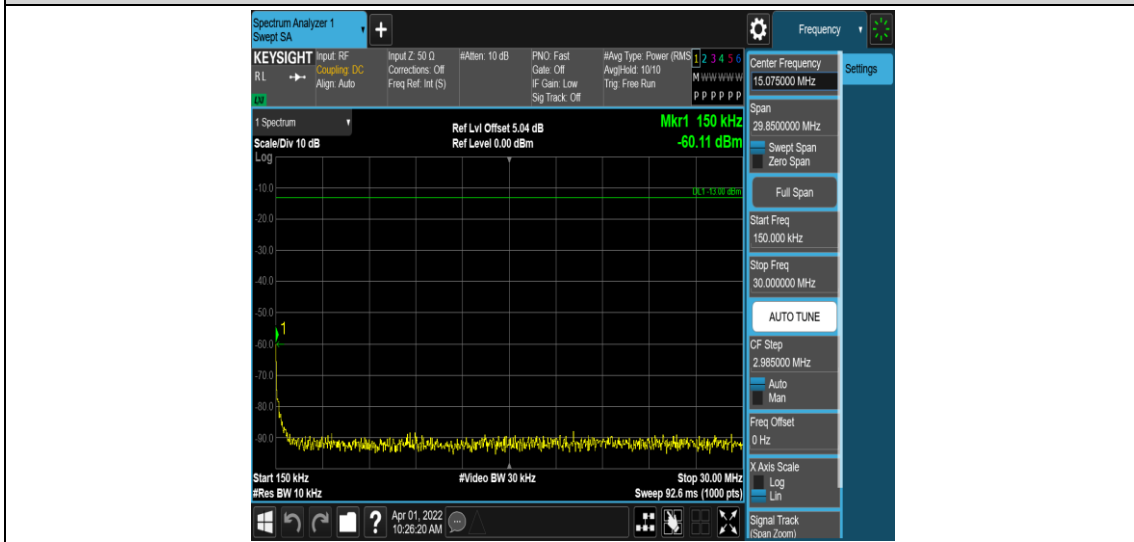 Spectrum Analyzer 1
Swept SA
+
Frequency
KEYSIGHT
RL
Input: RF
Coupling: DC
Align: Auto
Input Z: 50 Ω
Corrections: Off
Freq Ref: Int (S)
#Atten: 10 dB
PNO: Fast
Gate: Off
IF Gain: Low
Sig Track: Off
#Avg Type: Power (RMS
Avg|Hold: 10/10
Trig: Free Run
1 2 3 4 5 6
M W W W W W
P P P P P P
1 Spectrum
Scale/Div 10 dB
Log
Ref Lvl Offset 5.04 dB
Ref Level 0.00 dBm
Mkr1 150 kHz
-60.11 dBm
DL1 -13.00 dBm
-10.0
-20.0
-30.0
-40.0
-50.0
1
-60.0
-70.0
-80.0
-90.0
Start 150 kHz
#Video BW 30 kHz
Stop 30.00 MHz
#Res BW 10 kHz
Sweep 92.6 ms (1000 pts)
?
Apr 01, 2022
10:26:20 AM
Center Frequency
15.075000 MHz
Settings
Span
29.8500000 MHz
Swept Span
Zero Span
Full Span
Start Freq
150.000 kHz
Stop Freq
30.000000 MHz
AUTO TUNE
CF Step
2.985000 MHz
Auto
Man
Freq Offset
0 Hz
X Axis Scale
Log
Lin
Signal Track
(Span Zoom)